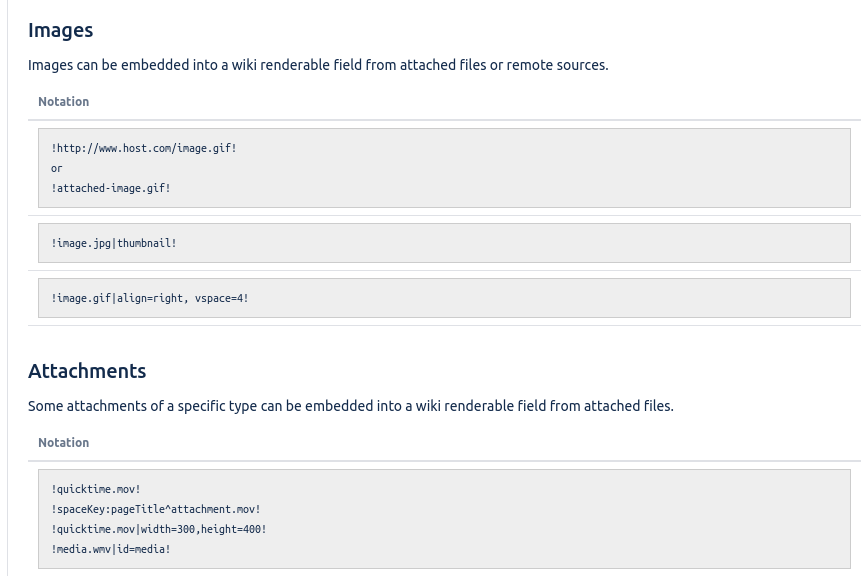 Images
Images can be embedded into a wiki renderable field from attached files or remote sources.
Notation
!http://www.host.com/image.gif!
or
!attached-image.gif!
!image.jpg|thumbnail!
!image.gif|align=right, vspace=4!
Attachments
Some attachments of a specific type can be embedded into a wiki renderable field from attached files.
Notation
!quicktime.mov!
!spaceKey:pageTitle^attachment.mov!
!quicktime.mov|width=300,height=400!
!media.wmv|id=media!